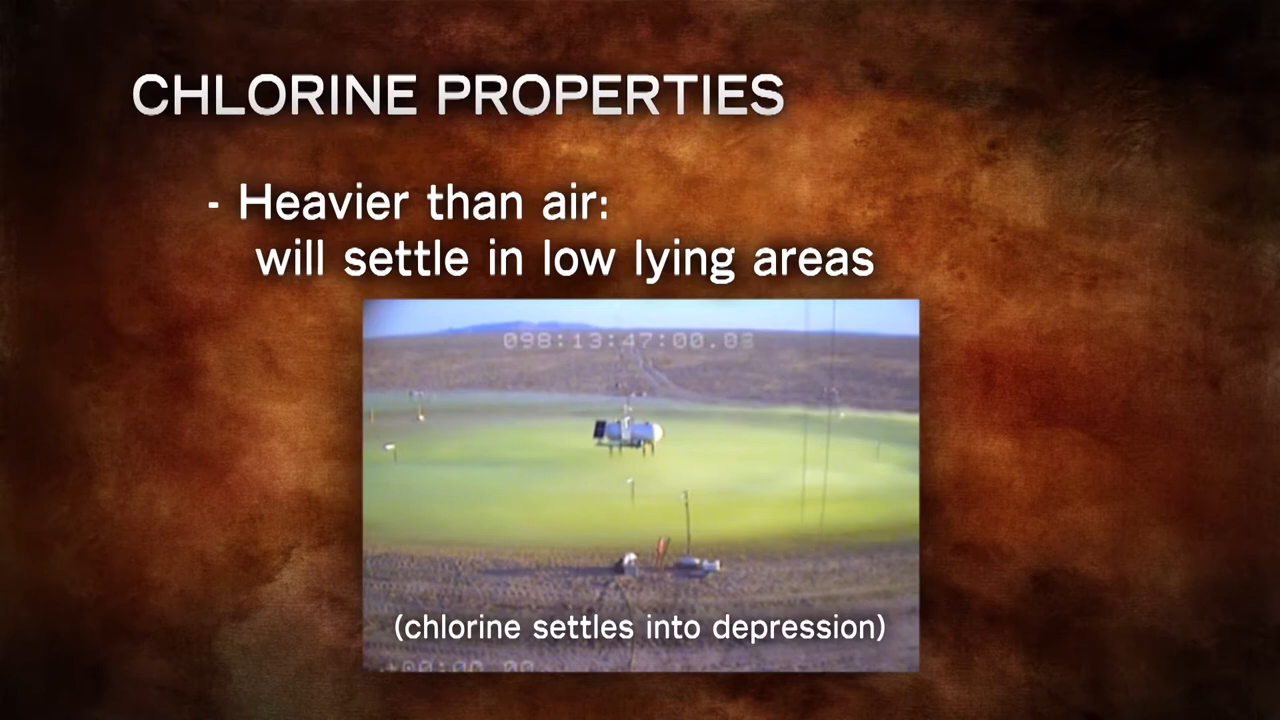 CHLORINE PROPERTIES
- Heavier than air:
will settle in low lying areas
098:13:47:00.03
(chlorine settles into depression)